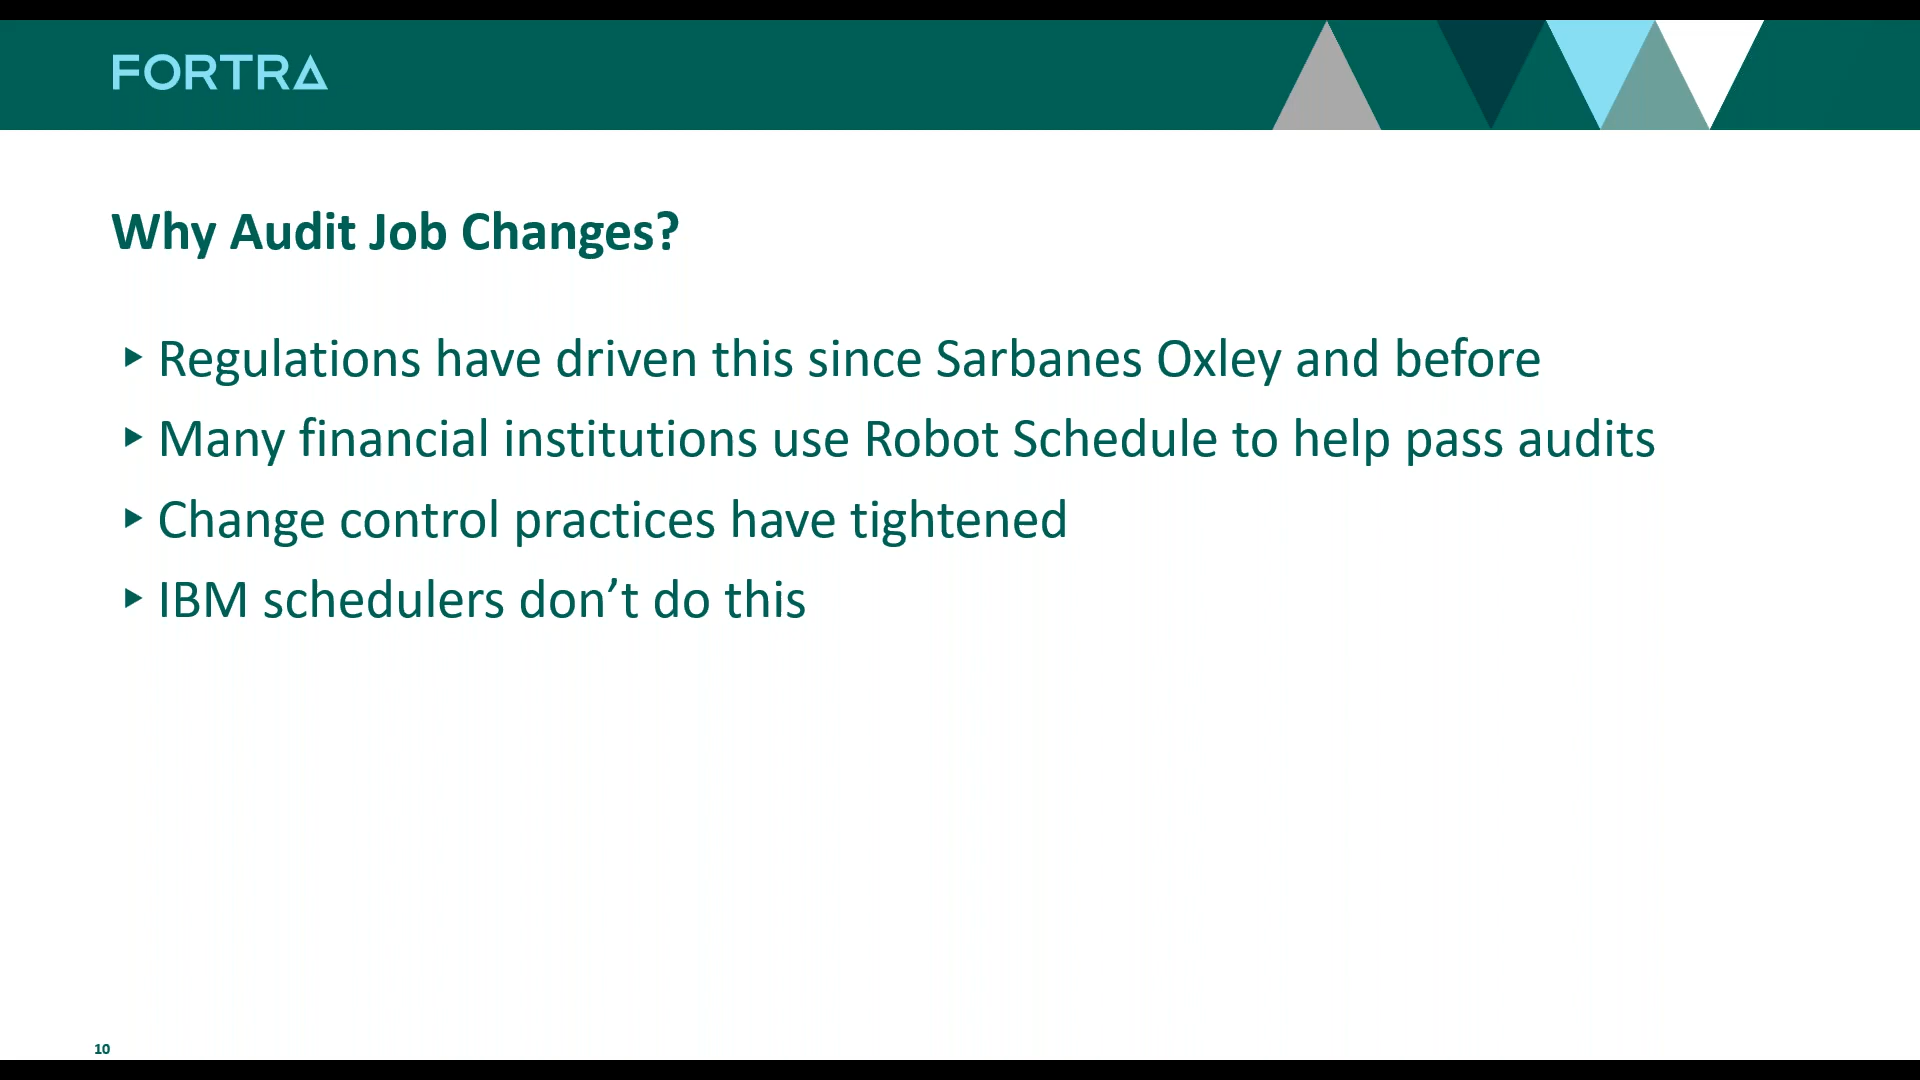 FORTRA
Why Audit Job Changes?
▸ Regulations have driven this since Sarbanes Oxley and before
▸ Many financial institutions use Robot Schedule to help pass audits
▸ Change control practices have tightened
▸ IBM schedulers don’t do this
10